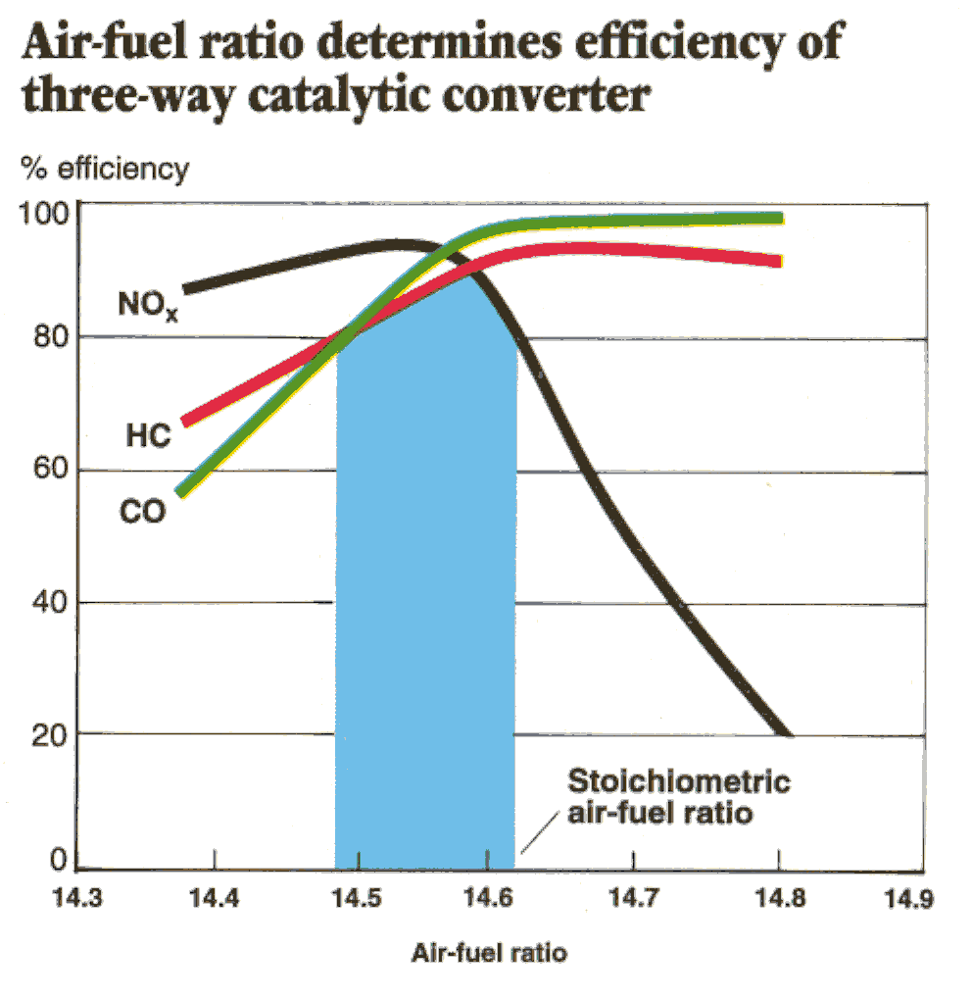 Air-fuel ratio determines efficiency of
three-way catalytic converter
% efficiency
100
NOx
80
HC
60
CO
40
20
Stoichiometric
air-fuel ratio
0
14.3 14.4 14.5 14.6 14.7 14.8 14.9
Air-fuel ratio